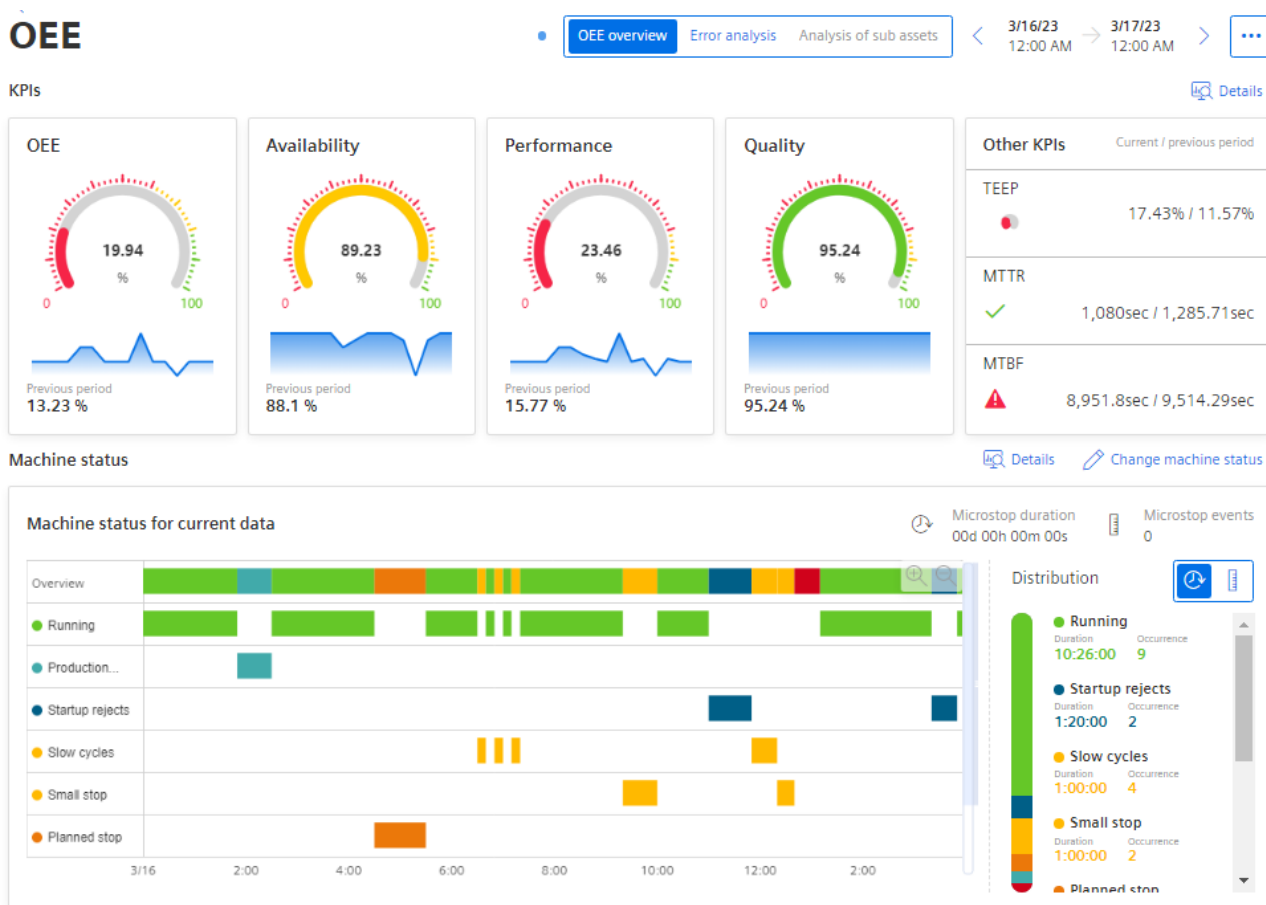 OEE
OEE overview Error analysis Analysis of sub assets
3/16/23 3/17/23
12:00 AM 12:00 AM
KPIs
Details
OEE
19.94
%
0 100
Previous period
13.23 %
Availability
89.23
%
0 100
Previous period
88.1 %
Performance
23.46
%
0 100
Previous period
15.77 %
Quality
95.24
%
0 100
Previous period
95.24 %
Other KPIs Current / previous period
TEEP
17.43% / 11.57%
MTTR
1,080sec / 1,285.71sec
MTBF
8,951.8sec / 9,514.29sec
Machine status
Details Change machine status
Machine status for current data
Microstop duration
00d 00h 00m 00s
Microstop events
0
Overview
Running
Production...
Startup rejects
Slow cycles
Small stop
Planned stop
3/16 2:00 4:00 6:00 8:00 10:00 12:00 2:00
Distribution
Running
Duration Occurrence
10:26:00 9
Startup rejects
Duration Occurrence
1:20:00 2
Slow cycles
Duration Occurrence
1:00:00 4
Small stop
Duration Occurrence
1:00:00 2
Planned stop